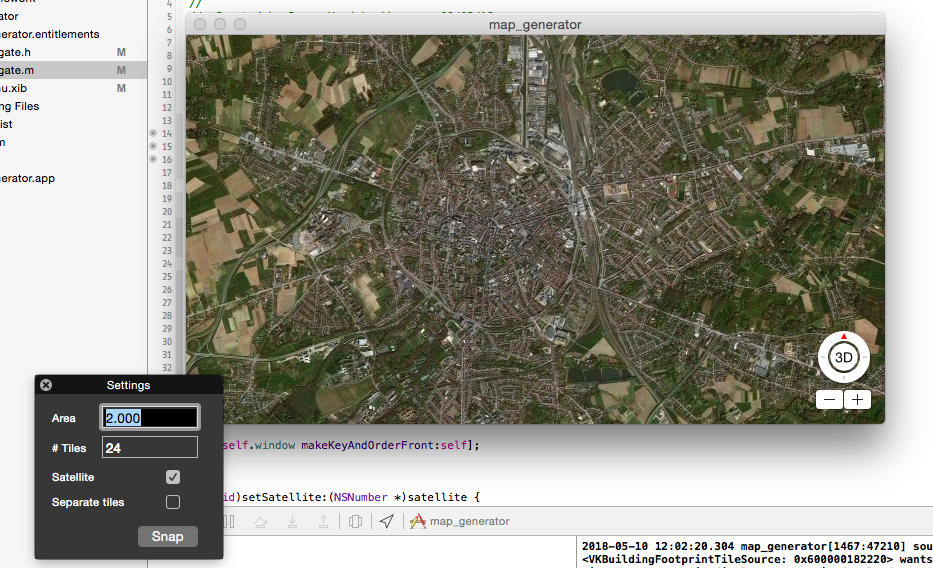 ator
erator.entitlements
gate.h M
gate.m M
u.xib M
ng Files
ist
m
erator.app
4 //
5
6
7
8
9
10
11
12
13
14
15
16
17
18
19
20
21
22
23
24
25
26
27
28
29
30
31
32
map_generator
3D
Settings
Area 2.000
# Tiles 24
Satellite
Separate tiles
Snap
self.window makeKeyAndOrderFront:self];
id)setSatellite:(NSNumber *)satellite {
map_generator
2018-05-10 12:02:20.304 map_generator[1467:47210] sou
<VKBuildingFootprintTileSource: 0x600000182220> wants